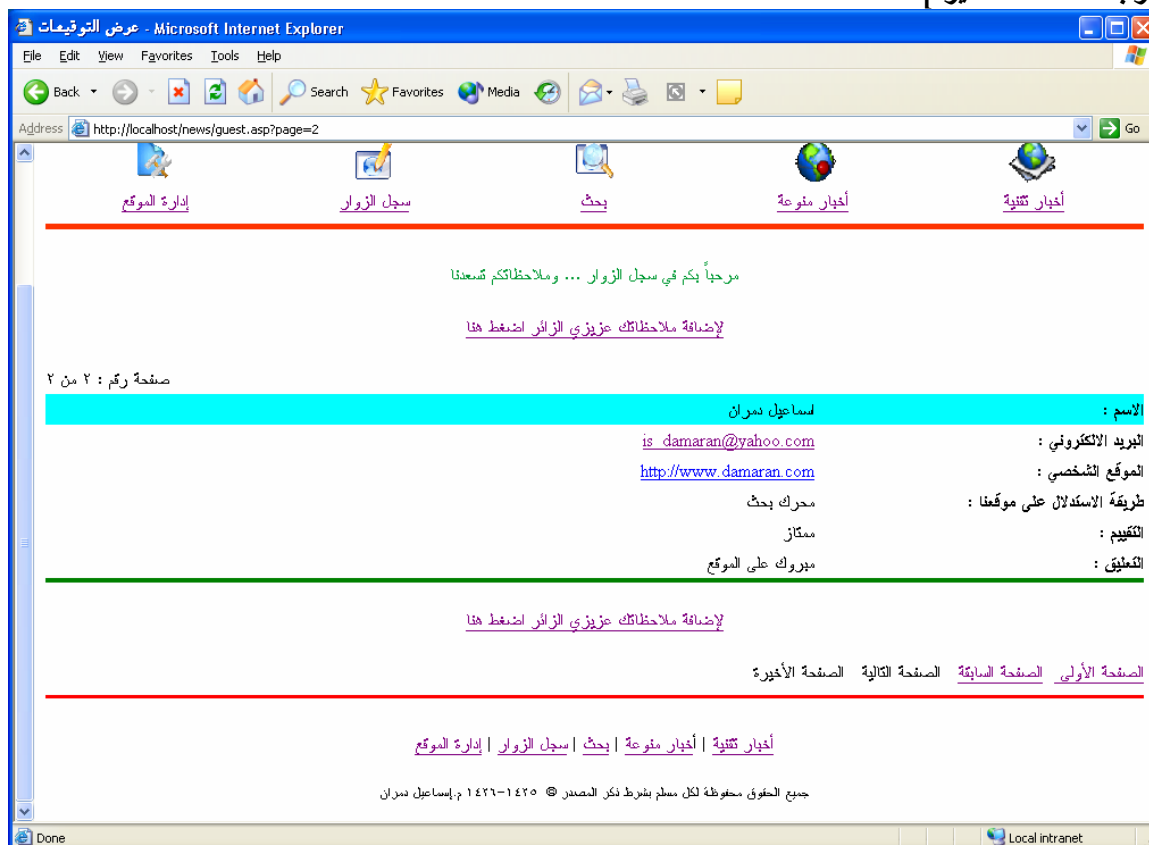 عرض التوقيعات - Microsoft Internet Explorer
File Edit View Favorites Tools Help
Back Search Favorites Media
Address http://localhost/news/guest.asp?page=2 Go
أخبار تقنية أخبار منوعة بحث سجل الزوار إدارة الموقع
مرحباً بكم في سجل الزوار ... وملاحظاتكم تسعدنا
لإضافة ملاحظاتك عزيزي الزائر اضغط هنا
صفحة رقم : ٢ من ٢
الاسم : اسماعيل دمران
البريد الالكتروني : is_damaran@yahoo.com
الموقع الشخصي : http://www.damaran.com
طريقة الاستدلال على موقعنا : محرك بحث
التقييم : ممتاز
التعليق : مبروك على الموقع
لإضافة ملاحظاتك عزيزي الزائر اضغط هنا
الصفحة الأولى الصفحة السابقة الصفحة التالية الصفحة الأخيرة
أخبار تقنية | أخبار منوعة | بحث | سجل الزوار | إدارة الموقع
جميع الحقوق محفوظة لكل مسلم بشرط ذكر المصدر © ١٤٢٥-١٤٢٦ م.إسماعيل دمران
Done Local intranet